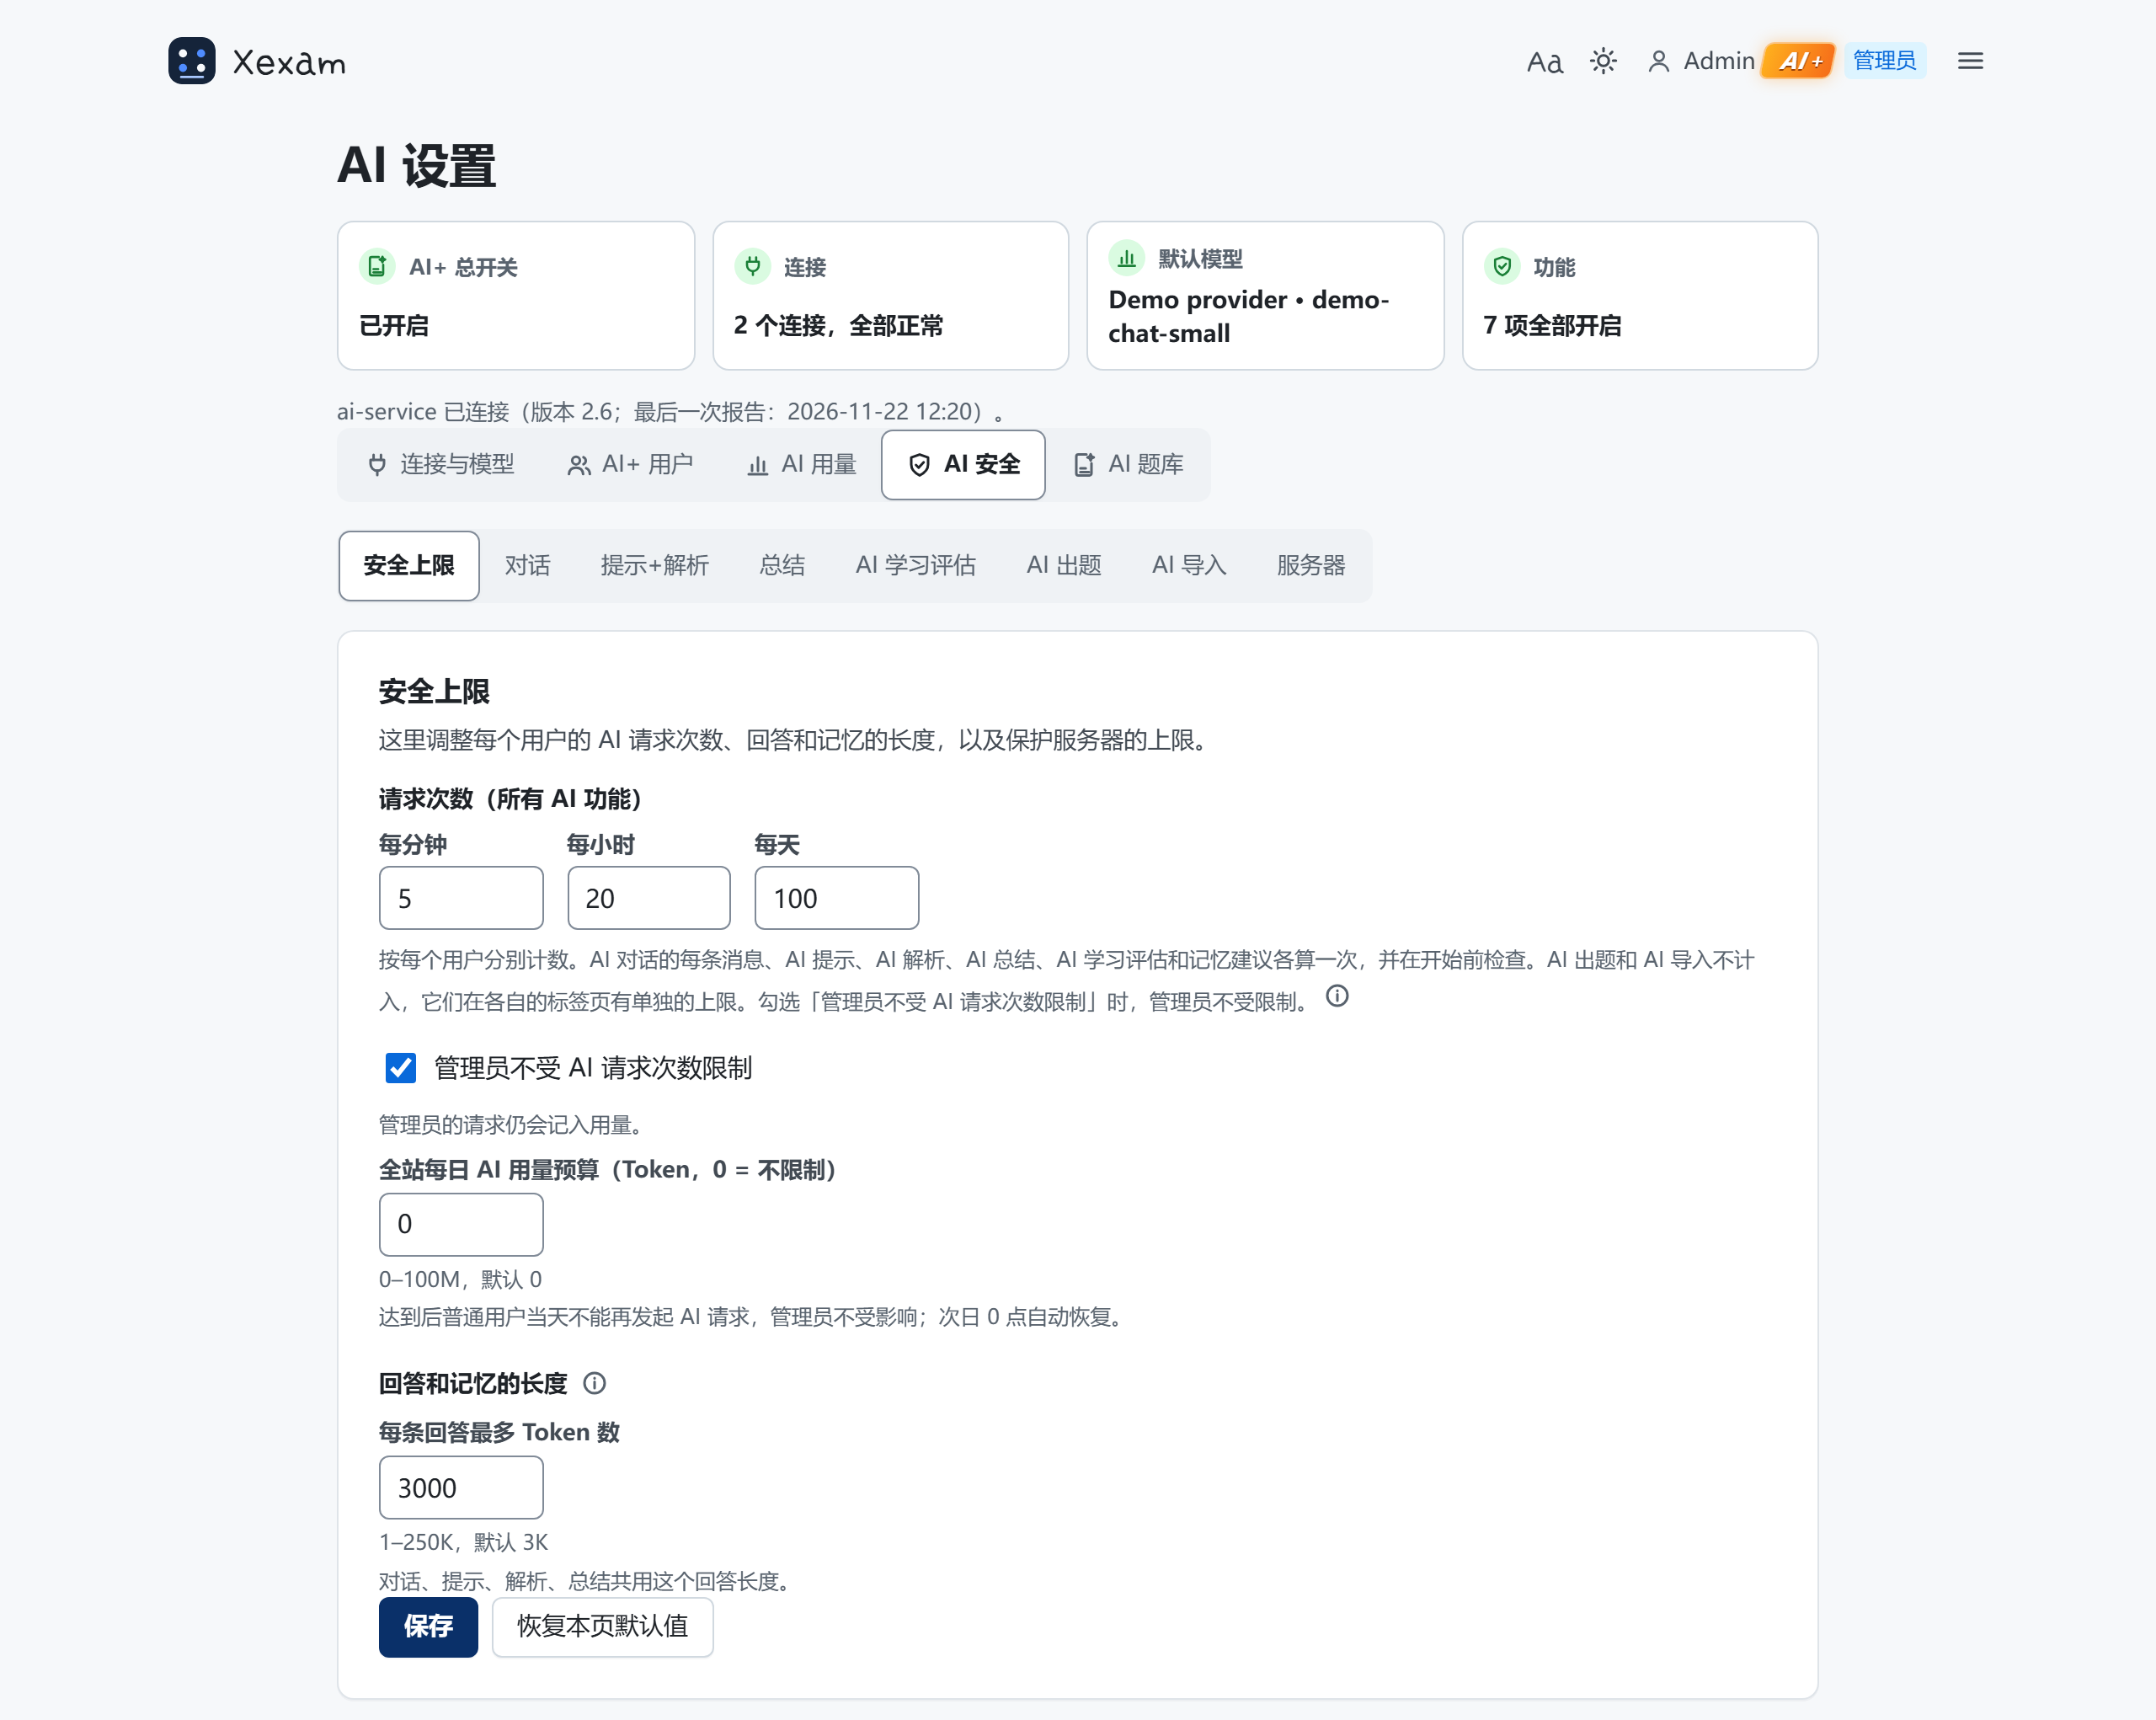 Xexam
Aa Admin AI+ 管理员
AI 设置
AI+ 总开关
已开启
连接
2 个连接，全部正常
默认模型
Demo provider • demo-
chat-small
功能
7 项全部开启
ai-service 已连接（版本 2.6；最后一次报告：2026-11-22 12:20）。
连接与模型 AI+ 用户 AI 用量 AI 安全 AI 题库
安全上限 对话 提示+解析 总结 AI 学习评估 AI 出题 AI 导入 服务器
安全上限
这里调整每个用户的 AI 请求次数、回答和记忆的长度，以及保护服务器的上限。
请求次数（所有 AI 功能）
每分钟 每小时 每天
5 20 100
按每个用户分别计数。AI 对话的每条消息、AI 提示、AI 解析、AI 总结、AI 学习评估和记忆建议各算一次，并在开始前检查。AI 出题和 AI 导入不计
入，它们在各自的标签页有单独的上限。勾选「管理员不受 AI 请求次数限制」时，管理员不受限制。
管理员不受 AI 请求次数限制
管理员的请求仍会记入用量。
全站每日 AI 用量预算（Token，0 = 不限制）
0
0–100M，默认 0
达到后普通用户当天不能再发起 AI 请求，管理员不受影响；次日 0 点自动恢复。
回答和记忆的长度
每条回答最多 Token 数
3000
1–250K，默认 3K
对话、提示、解析、总结共用这个回答长度。
保存 恢复本页默认值